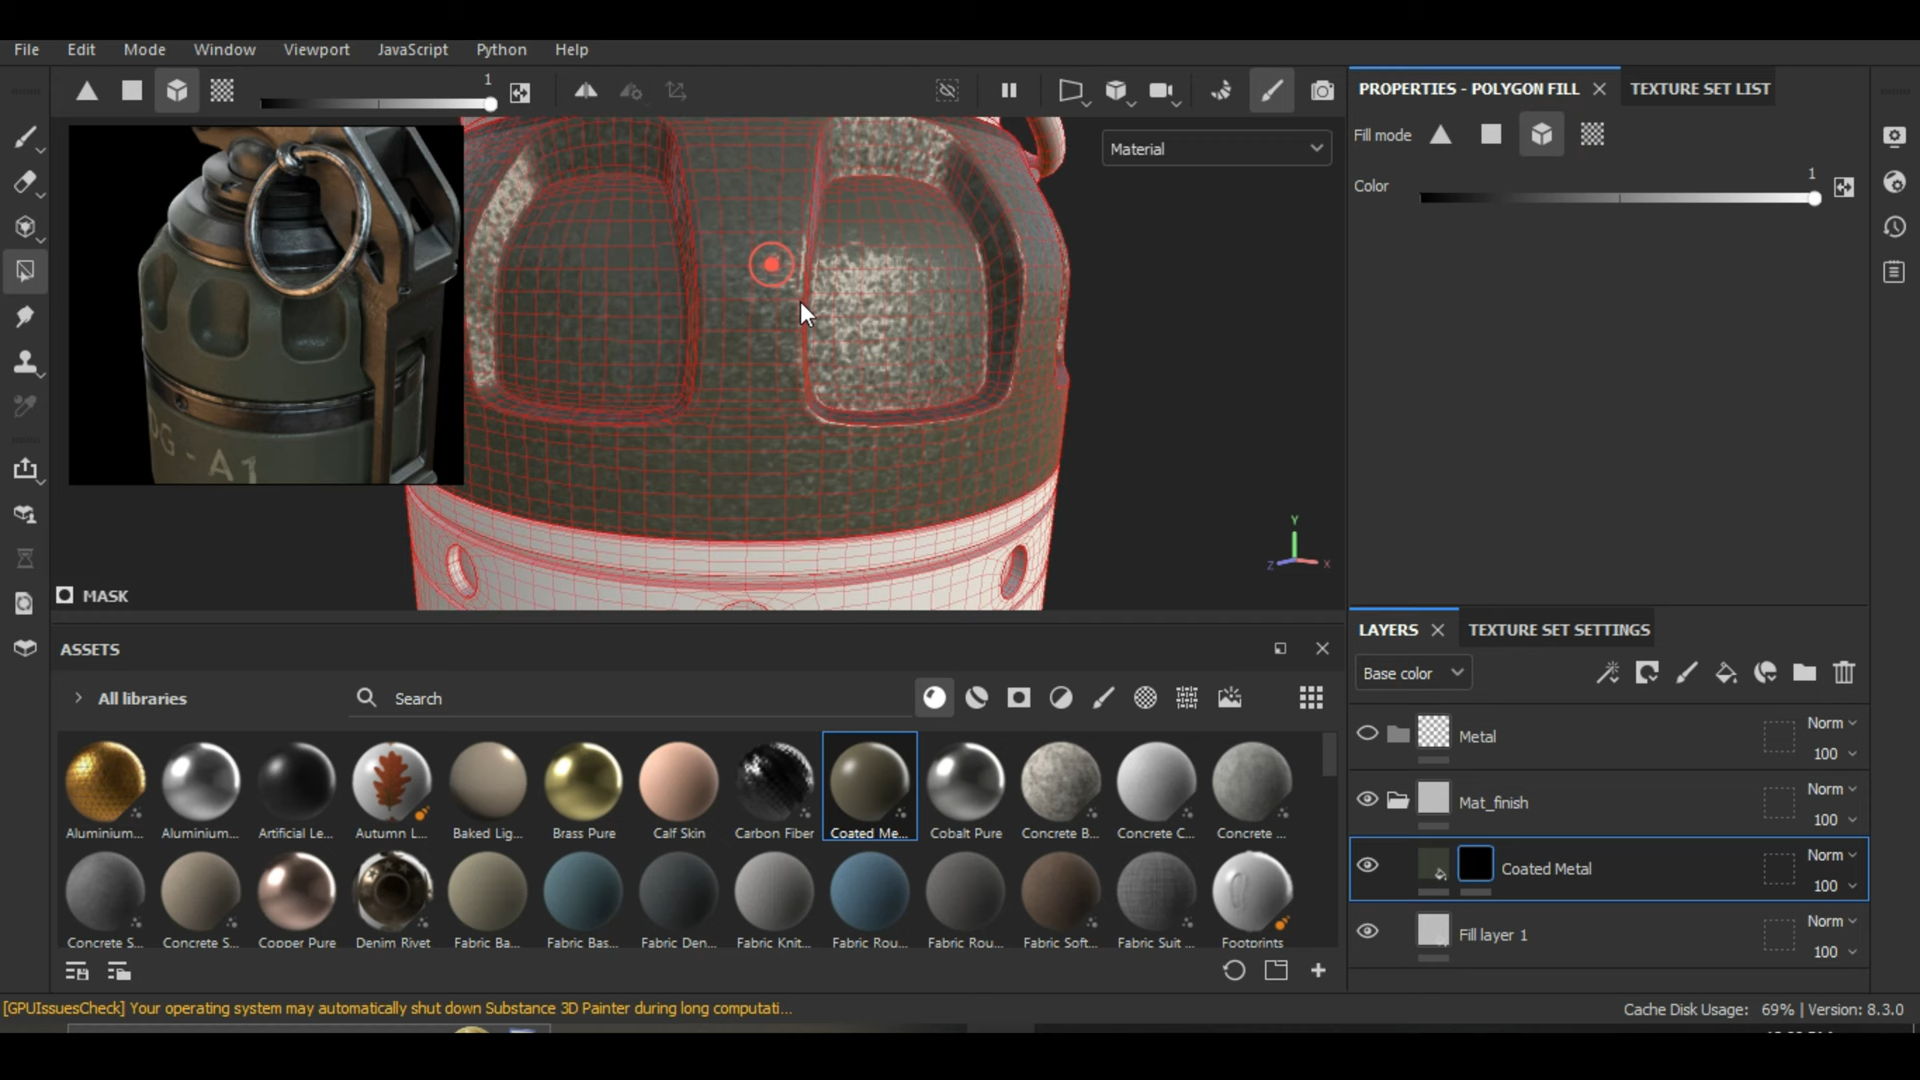 File Edit Mode Window Viewport JavaScript Python Help
1
PROPERTIES - POLYGON FILL
TEXTURE SET LIST
Material
Fill mode
Color
1
OG - A1
Y
Z
X
MASK
ASSETS
All libraries
Search
Aluminium... Aluminium... Artificial Le... Autumn L... Baked Lig... Brass Pure Calf Skin Carbon Fiber Coated Me... Cobalt Pure Concrete B... Concrete C... Concrete ...
Concrete S... Concrete S... Copper Pure Denim Rivet Fabric Ba... Fabric Bas... Fabric Den... Fabric Knit... Fabric Rou... Fabric Rou... Fabric Soft... Fabric Suit ... Footprints
LAYERS
TEXTURE SET SETTINGS
Base color
Metal
Norm
100
Mat_finish
Norm
100
Coated Metal
Norm
100
Fill layer 1
Norm
100
[GPUIssuesCheck] Your operating system may automatically shut down Substance 3D Painter during long computati...
Cache Disk Usage: 69% | Version: 8.3.0